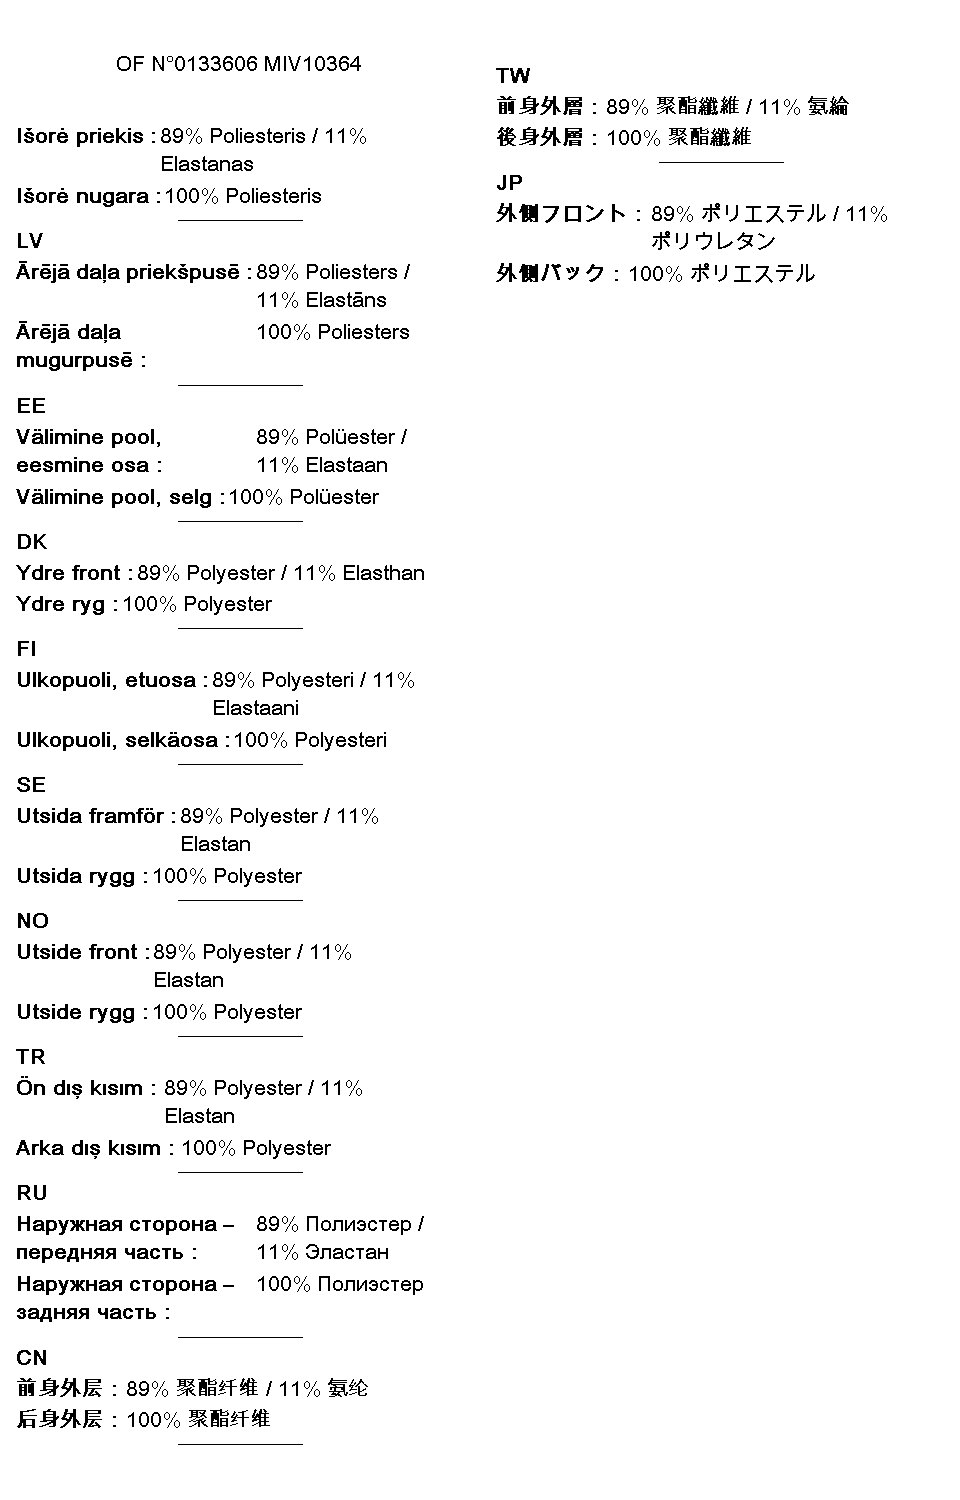 OF N°0133606 MIV10364
Išorė priekis : 89% Poliesteris / 11%
Elastanas
Išorė nugara : 100% Poliesteris
LV
Ārējā daļa priekšpusē : 89% Poliesters /
11% Elastāns
Ārējā daļa 100% Poliesters
mugurpusē :
EE
Välimine pool, 89% Polüester /
eesmine osa : 11% Elastaan
Välimine pool, selg : 100% Polüester
DK
Ydre front : 89% Polyester / 11% Elasthan
Ydre ryg : 100% Polyester
FI
Ulkopuoli, etuosa : 89% Polyesteri / 11%
Elastaani
Ulkopuoli, selkäosa : 100% Polyesteri
SE
Utsida framför : 89% Polyester / 11%
Elastan
Utsida rygg : 100% Polyester
NO
Utside front : 89% Polyester / 11%
Elastan
Utside rygg : 100% Polyester
TR
Ön dış kısım : 89% Polyester / 11%
Elastan
Arka dış kısım : 100% Polyester
RU
Наружная сторона – 89% Полиэстер /
передняя часть : 11% Эластан
Наружная сторона – 100% Полиэстер
задняя часть :
CN
前身外层 : 89% 聚酯纤维 / 11% 氨纶
后身外层 : 100% 聚酯纤维
TW
前身外層 : 89% 聚酯纖維 / 11% 氨綸
後身外層 : 100% 聚酯纖維
JP
外側フロント : 89% ポリエステル / 11%
ポリウレタン
外側バック : 100% ポリエステル